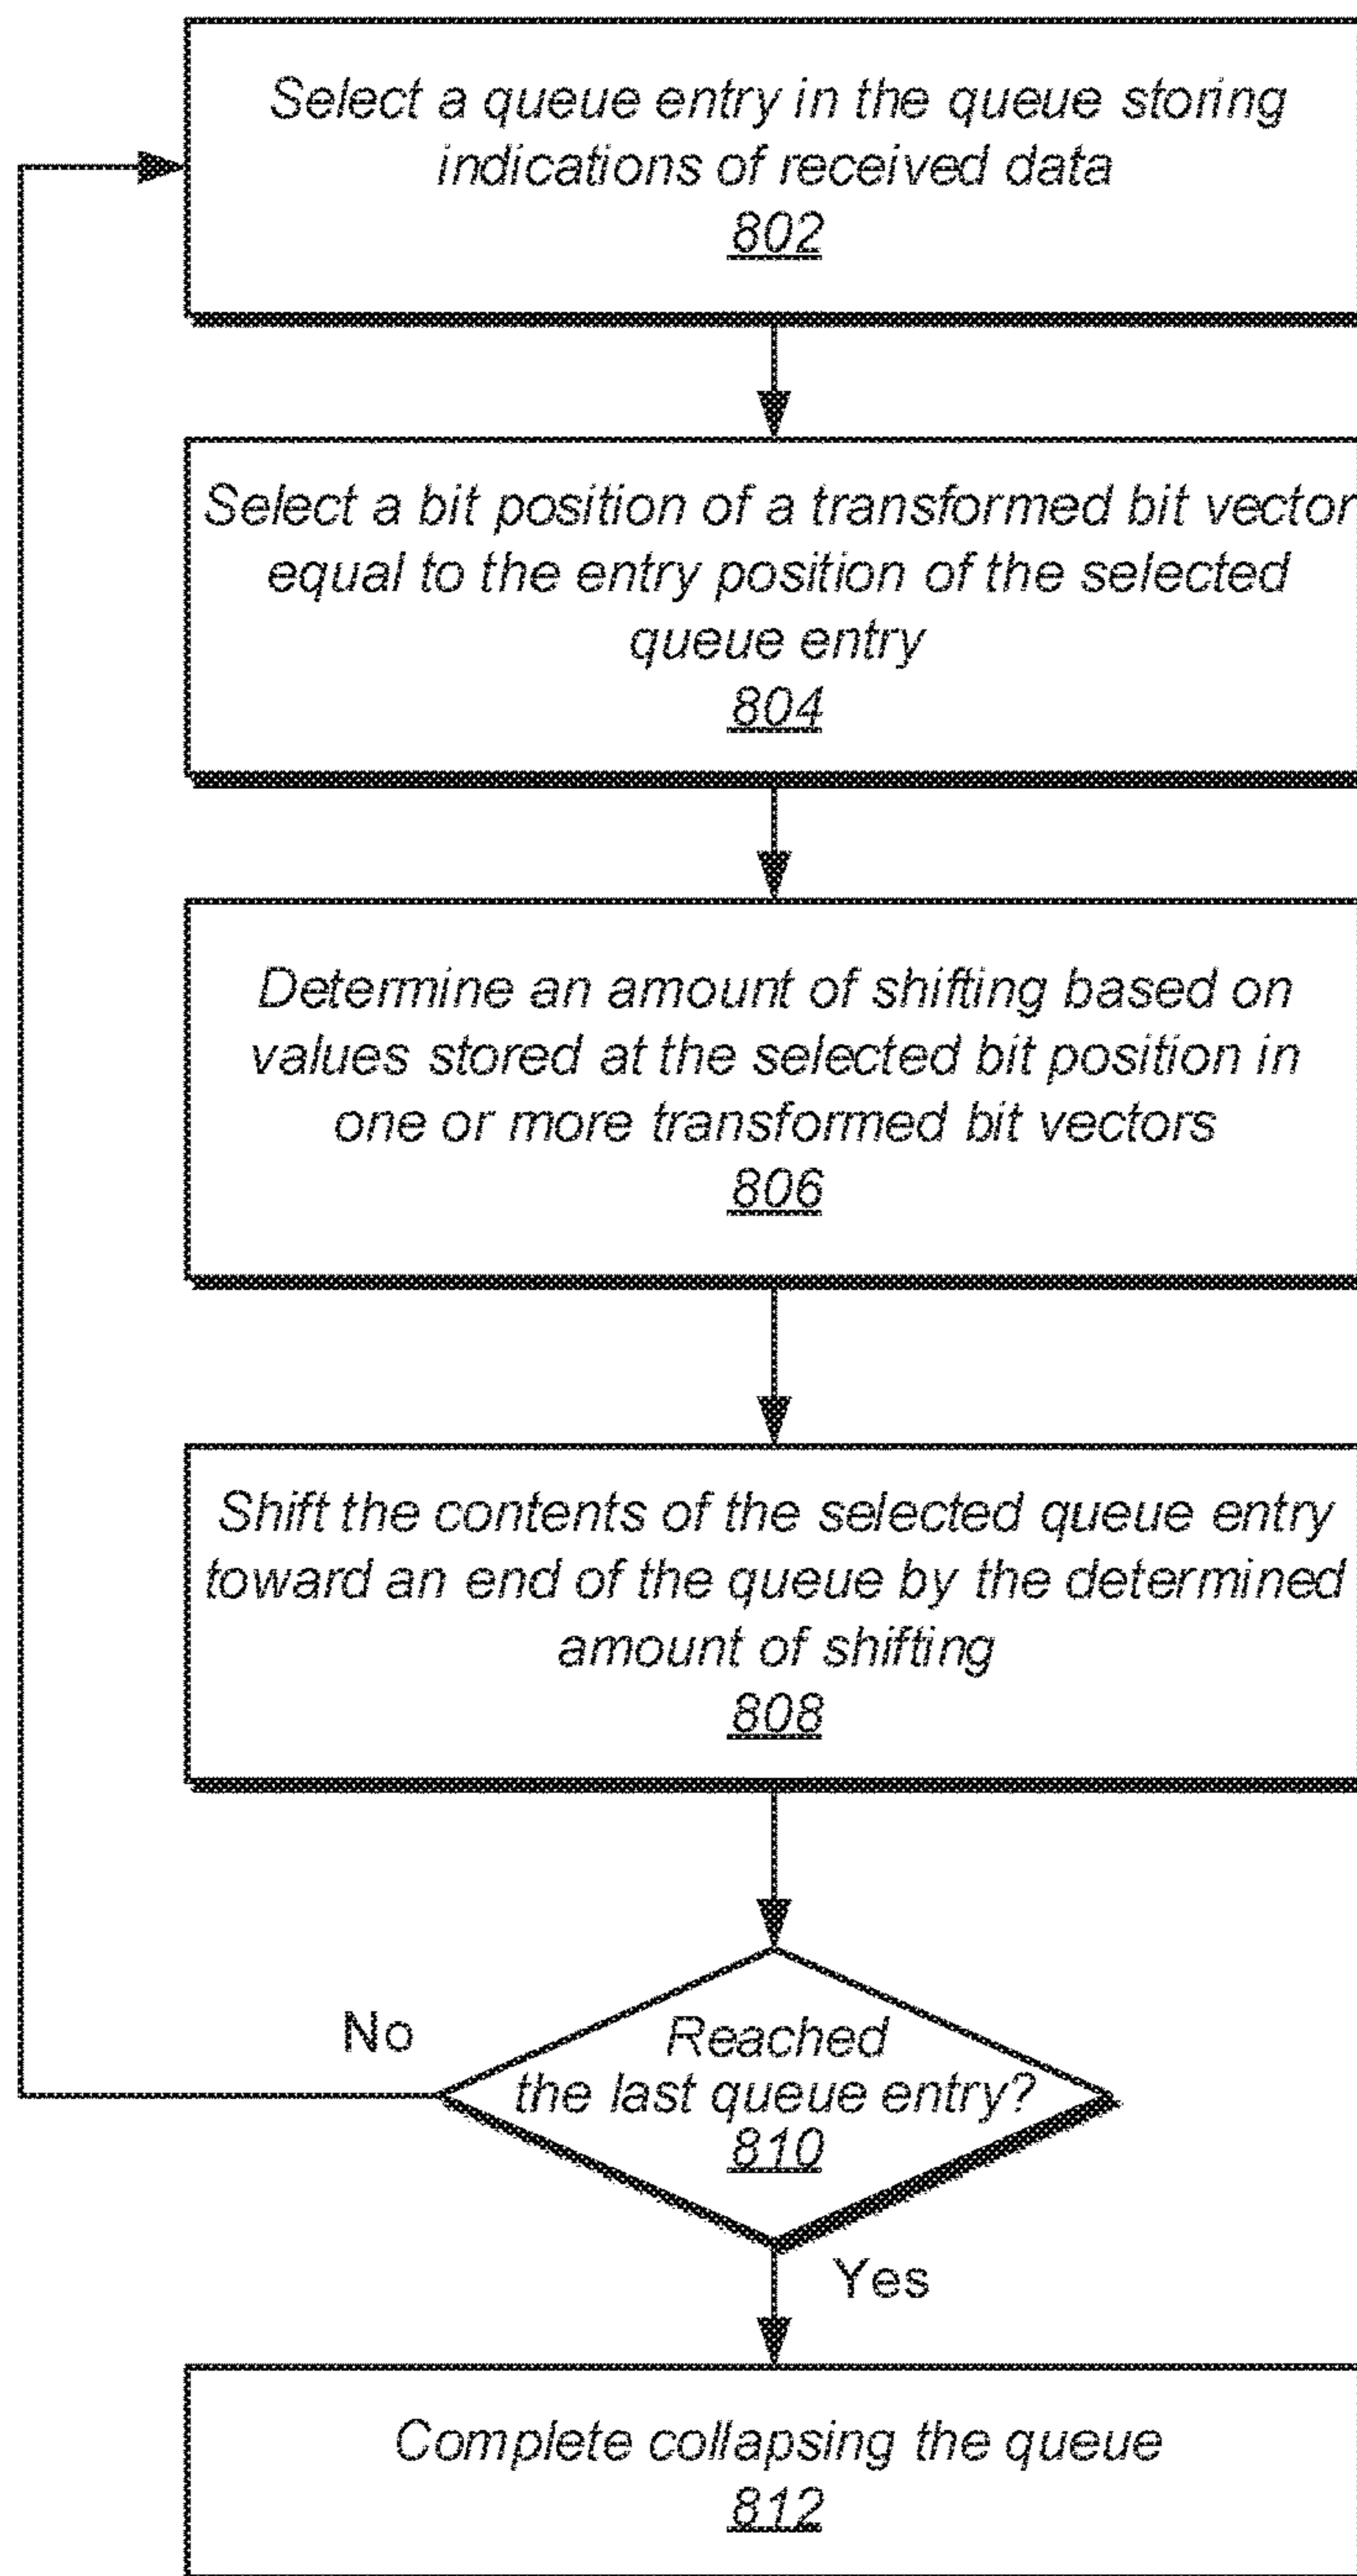 Select a queue entry in the queue storing
indications of received data
802
Select a bit position of a transformed bit vector
equal to the entry position of the selected
queue entry
804
Determine an amount of shifting based on
values stored at the selected bit position in
one or more transformed bit vectors
806
Shift the contents of the selected queue entry
toward an end of the queue by the determined
amount of shifting
808
No
Reached
the last queue entry?
810
Yes
Complete collapsing the queue
812